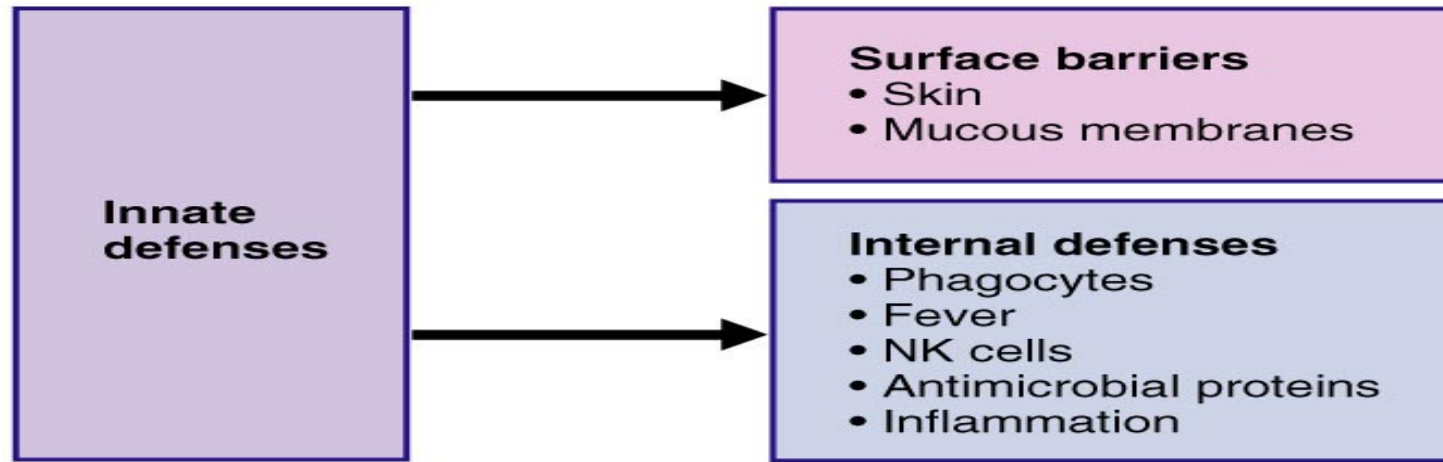 Innate
defenses
Surface barriers
• Skin
• Mucous membranes
Internal defenses
• Phagocytes
• Fever
• NK cells
• Antimicrobial proteins
• Inflammation